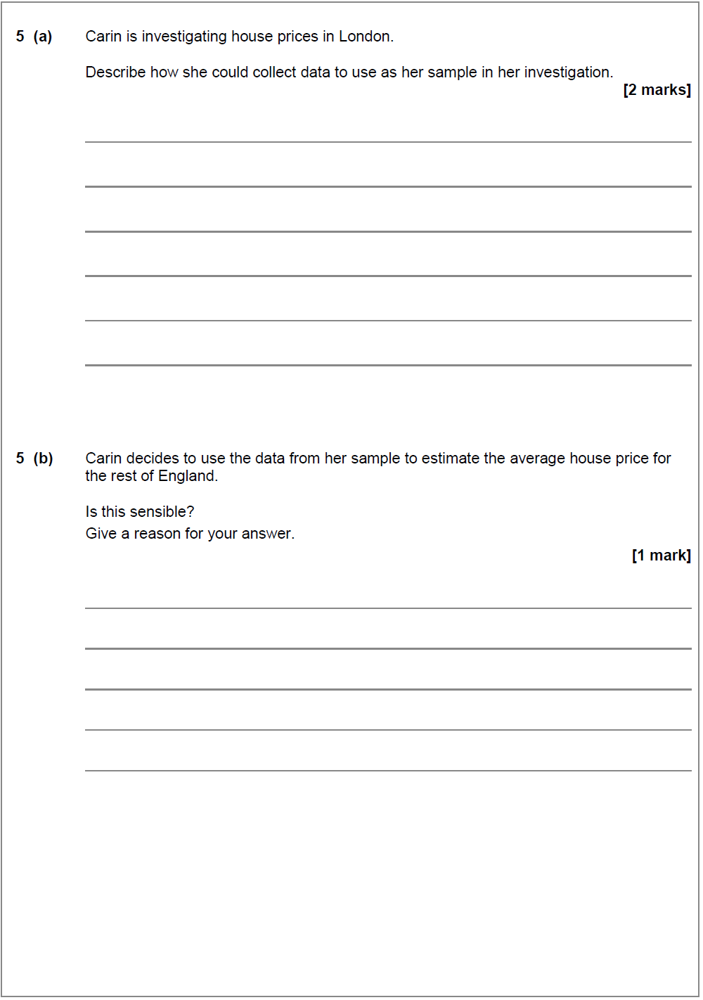 5 (a) Carin is investigating house prices in London.
Describe how she could collect data to use as her sample in her investigation.
[2 marks]
5 (b) Carin decides to use the data from her sample to estimate the average house price for
the rest of England.
Is this sensible?
Give a reason for your answer.
[1 mark]